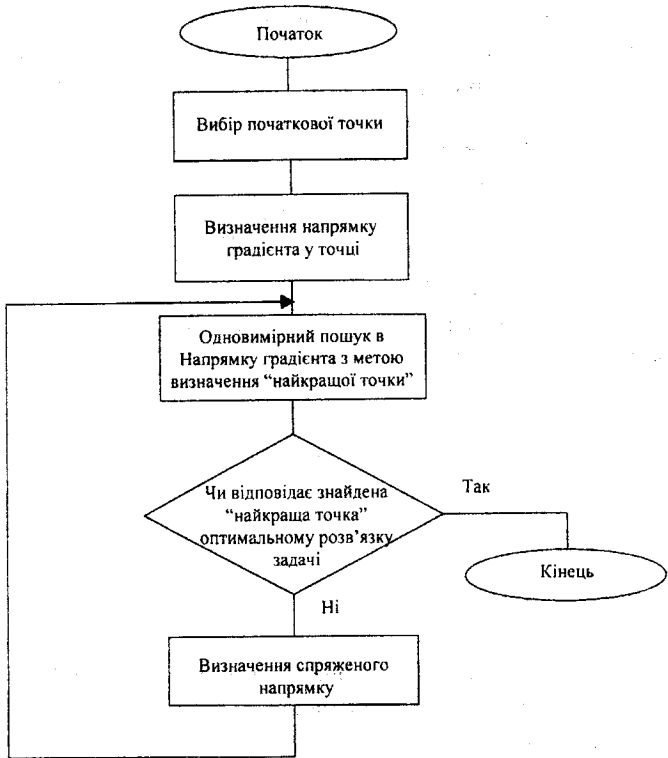 Початок
Вибір початкової точки
Визначення напрямку
градієнта у точці
Одновимірний пошук в
Напрямку градієнта з метою
визначення “найкращої точки”
Чи відповідає знайдена
“найкраща точка”
оптимальному розв’язку
задачі
Так
Кінець
Ні
Визначення спряженого
напрямку